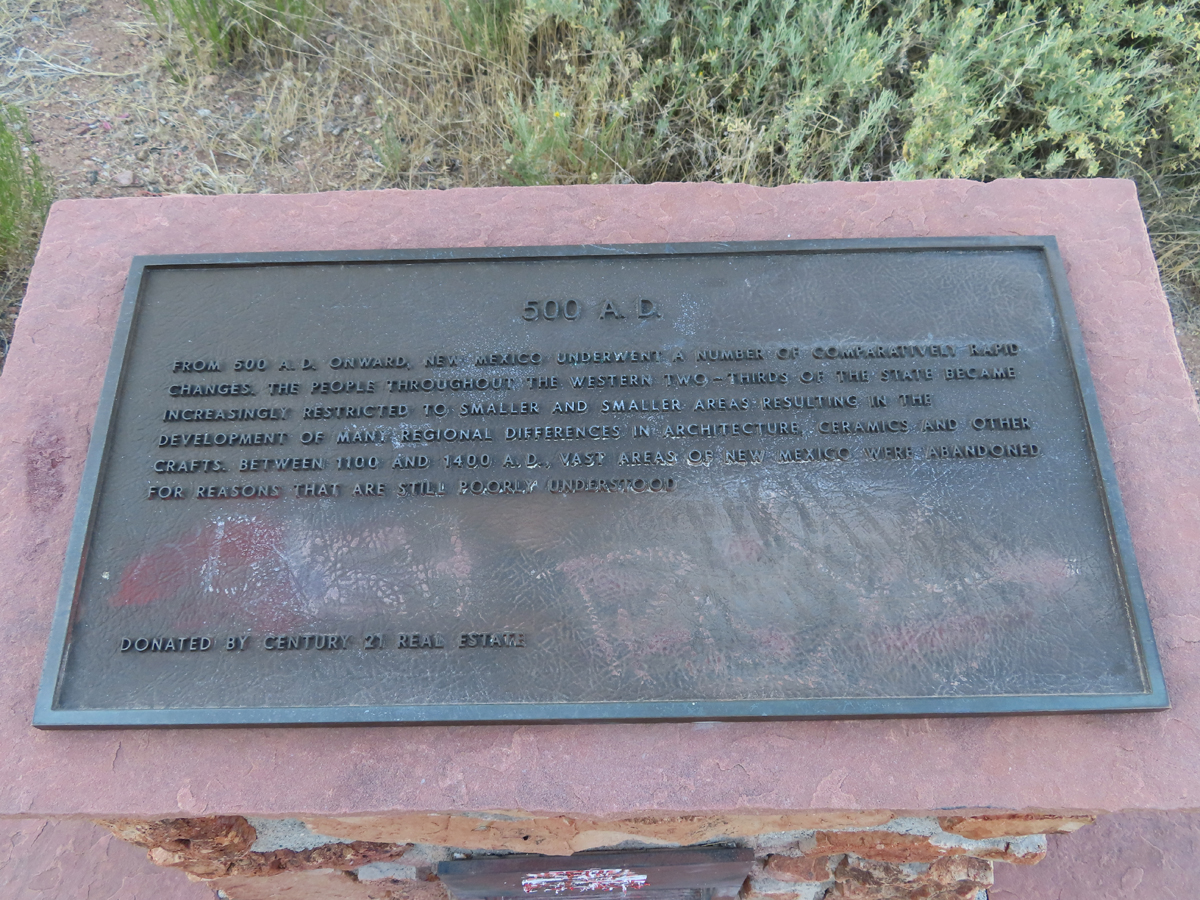 500 A.D.
FROM 500 A.D. ONWARD, NEW MEXICO UNDERWENT A NUMBER OF COMPARATIVELY RAPID
CHANGES. THE PEOPLE THROUGHOUT THE WESTERN TWO-THIRDS OF THE STATE BECAME
INCREASINGLY RESTRICTED TO SMALLER AND SMALLER AREAS RESULTING IN THE
DEVELOPMENT OF MANY REGIONAL DIFFERENCES IN ARCHITECTURE, CERAMICS AND OTHER
CRAFTS. BETWEEN 1100 AND 1400 A.D., VAST AREAS OF NEW MEXICO WERE ABANDONED
FOR REASONS THAT ARE STILL POORLY UNDERSTOOD
DONATED BY CENTURY 21 REAL ESTATE